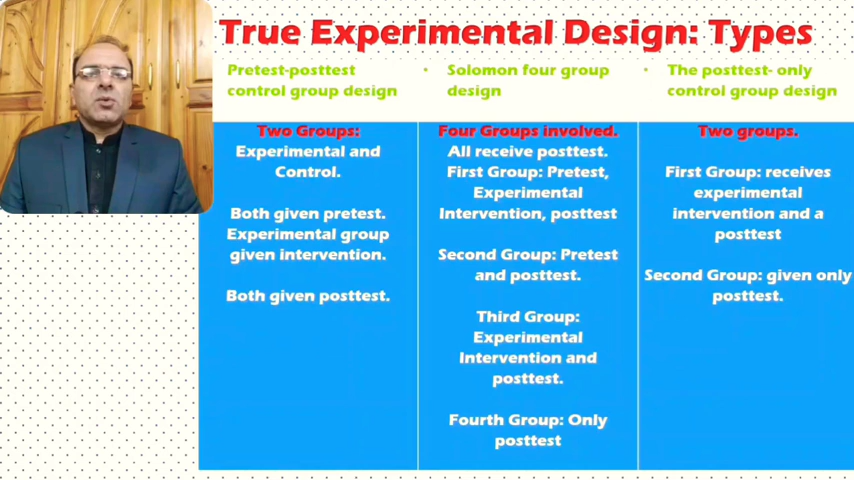 True Experimental Design: Types
Pretest-posttest
control group design
• Solomon four group
design
• The posttest- only
control group design
Two Groups:
Experimental and
Control.
Both given pretest.
Experimental group
given intervention.
Both given posttest.
Four Groups involved.
All receive posttest.
First Group: Pretest,
Experimental
Intervention, posttest
Second Group: Pretest
and posttest.
Third Group:
Experimental
Intervention and
posttest.
Fourth Group: Only
posttest
Two groups.
First Group: receives
experimental
intervention and a
posttest
Second Group: given only
posttest.